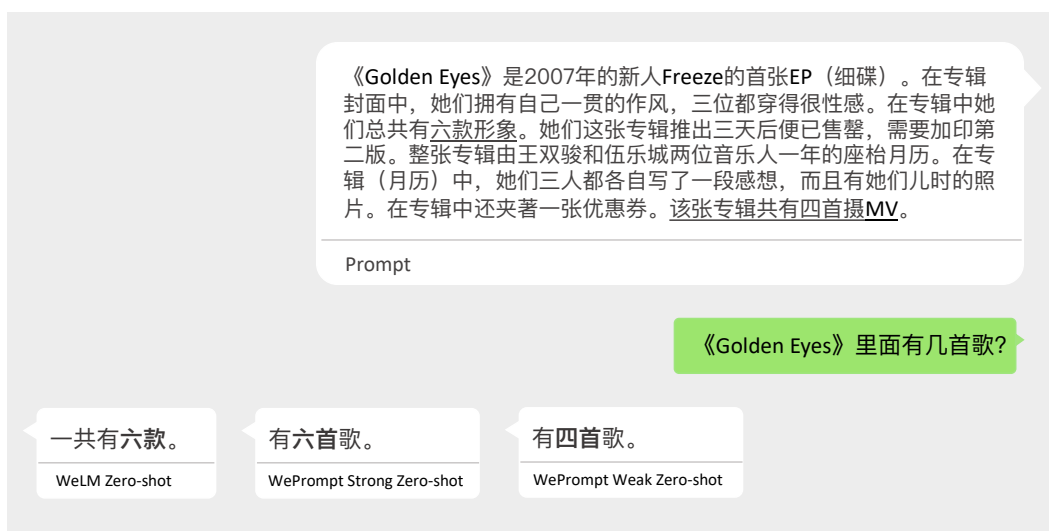 《Golden Eyes》是2007年的新人Freeze的首张EP（细碟）。在专辑
封面中，她们拥有自己一贯的作风，三位都穿得很性感。在专辑中她
们总共有六款形象。她们这张专辑推出三天后便已售罄，需要加印第
二版。整张专辑由王双骏和伍乐城两位音乐人一年的座枱月历。在专
辑（月历）中，她们三人都各自写了一段感想，而且有她们儿时的照
片。在专辑中还夹著一张优惠券。该张专辑共有四首摄MV。
Prompt
《Golden Eyes》里面有几首歌?
一共有六款。
WeLM Zero-shot
有六首歌。
WePrompt Strong Zero-shot
有四首歌。
WePrompt Weak Zero-shot